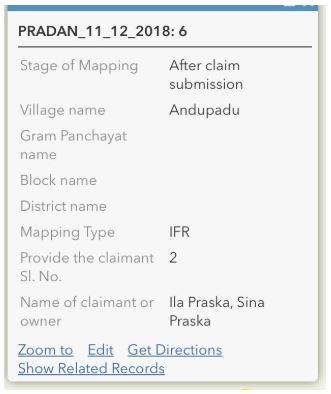 PRADAN_11_12_2018: 6
Stage of Mapping After claim
submission
Village name Andupadu
Gram Panchayat
name
Block name
District name
Mapping Type IFR
Provide the claimant 2
Sl. No.
Name of claimant or Ila Praska, Sina
owner Praska
Zoom to Edit Get Directions
Show Related Records